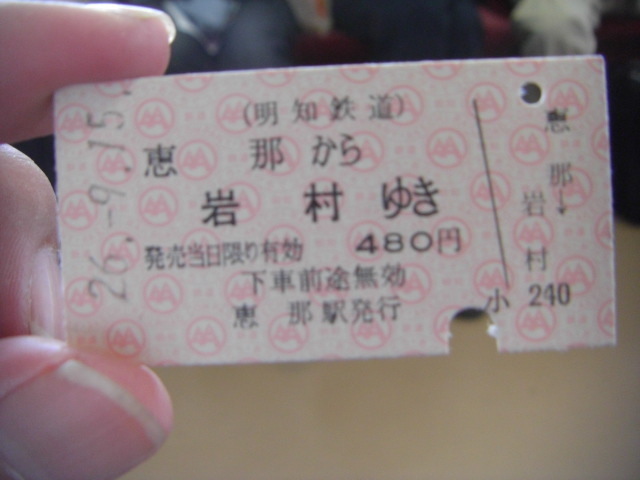 26.-9.15.
（明知鉄道）
恵 那 から
岩 村 ゆき
発売当日限り有効 480円
下車前途無効
恵 那駅発行
恵 那→岩 村
小 240